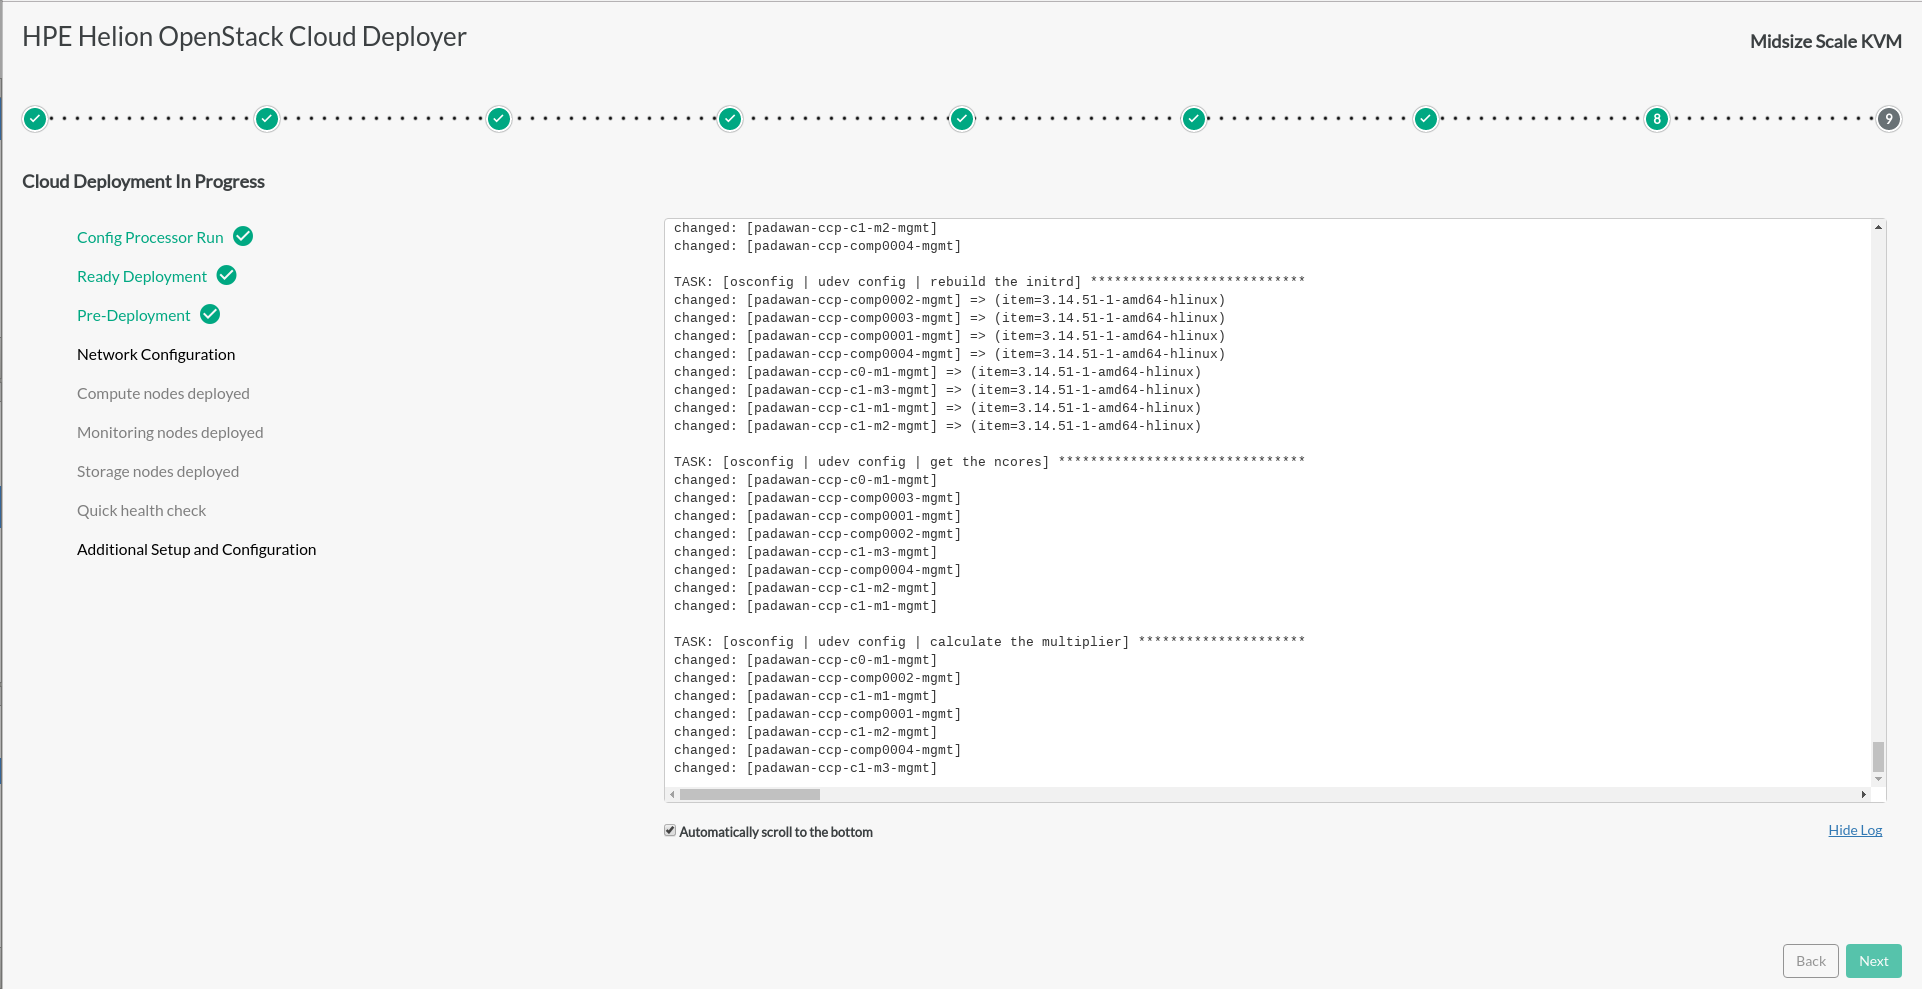 HPE Helion OpenStack Cloud Deployer
Midsize Scale KVM
8
9
Cloud Deployment In Progress
Config Processor Run
Ready Deployment
Pre-Deployment
Network Configuration
Compute nodes deployed
Monitoring nodes deployed
Storage nodes deployed
Quick health check
Additional Setup and Configuration
changed: [padawan-ccp-c1-m2-mgmt]
changed: [padawan-ccp-comp0004-mgmt]
TASK: [osconfig | udev config | rebuild the initrd] ***************************
changed: [padawan-ccp-comp0002-mgmt] => (item=3.14.51-1-amd64-hlinux)
changed: [padawan-ccp-comp0003-mgmt] => (item=3.14.51-1-amd64-hlinux)
changed: [padawan-ccp-comp0001-mgmt] => (item=3.14.51-1-amd64-hlinux)
changed: [padawan-ccp-comp0004-mgmt] => (item=3.14.51-1-amd64-hlinux)
changed: [padawan-ccp-c0-m1-mgmt] => (item=3.14.51-1-amd64-hlinux)
changed: [padawan-ccp-c1-m3-mgmt] => (item=3.14.51-1-amd64-hlinux)
changed: [padawan-ccp-c1-m1-mgmt] => (item=3.14.51-1-amd64-hlinux)
changed: [padawan-ccp-c1-m2-mgmt] => (item=3.14.51-1-amd64-hlinux)
TASK: [osconfig | udev config | get the ncores] *******************************
changed: [padawan-ccp-c0-m1-mgmt]
changed: [padawan-ccp-comp0003-mgmt]
changed: [padawan-ccp-comp0001-mgmt]
changed: [padawan-ccp-comp0002-mgmt]
changed: [padawan-ccp-c1-m3-mgmt]
changed: [padawan-ccp-comp0004-mgmt]
changed: [padawan-ccp-c1-m2-mgmt]
changed: [padawan-ccp-c1-m1-mgmt]
TASK: [osconfig | udev config | calculate the multiplier] *********************
changed: [padawan-ccp-c0-m1-mgmt]
changed: [padawan-ccp-comp0002-mgmt]
changed: [padawan-ccp-c1-m1-mgmt]
changed: [padawan-ccp-comp0001-mgmt]
changed: [padawan-ccp-c1-m2-mgmt]
changed: [padawan-ccp-comp0004-mgmt]
changed: [padawan-ccp-c1-m3-mgmt]
Automatically scroll to the bottom
Hide Log
Back
Next